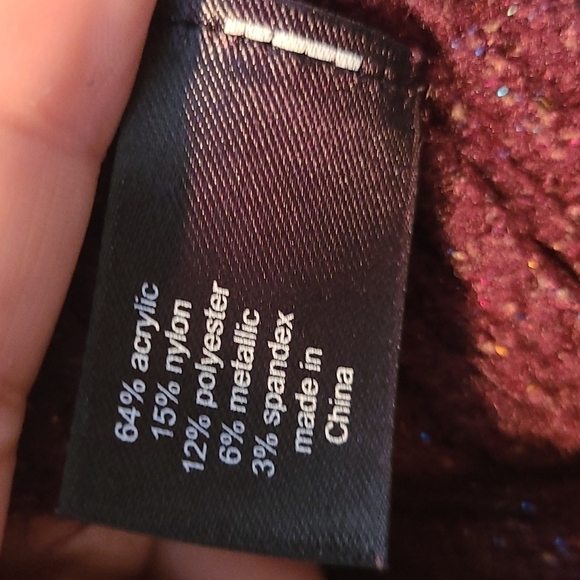 64% acrylic
15% nylon
12% polyester
6% metallic
3% spandex
made in
China